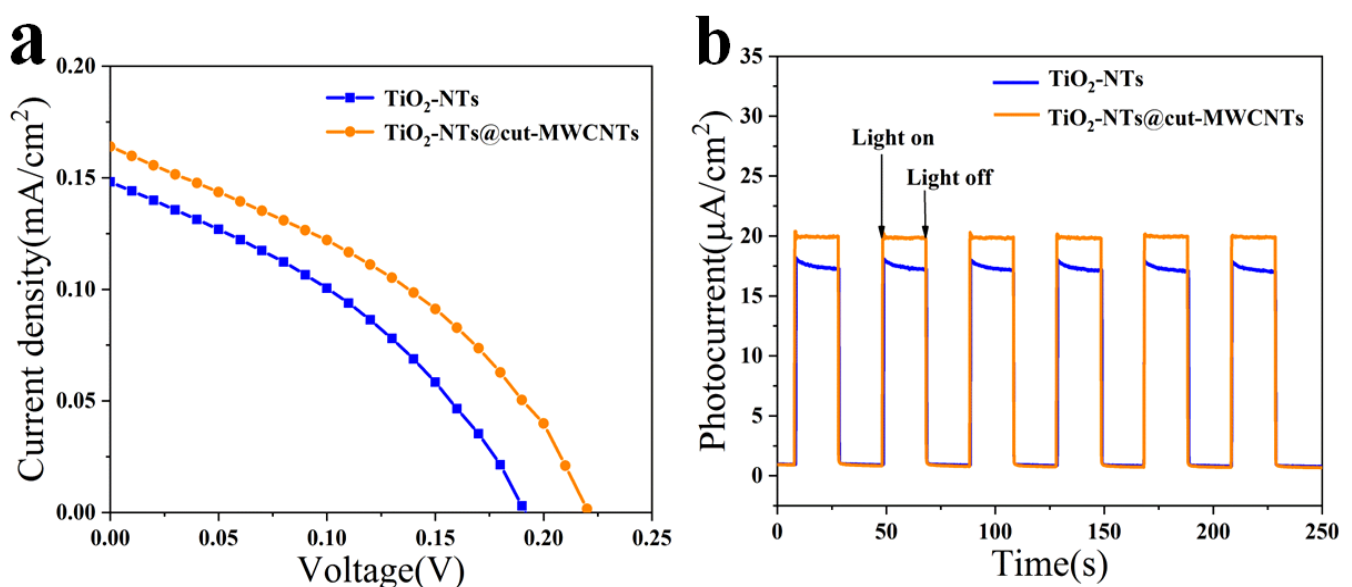 a
0.20
0.15
0.10
0.05
0.00
0.00 0.05 0.10 0.15 0.20 0.25
Current density(mA/cm²)
Voltage(V)
TiO₂-NTs
TiO₂-NTs@cut-MWCNTs
b
35
30
25
20
15
10
5
0
0 50 100 150 200 250
Photocurrent(µA/cm²)
Time(s)
TiO₂-NTs
TiO₂-NTs@cut-MWCNTs
Light on
Light off